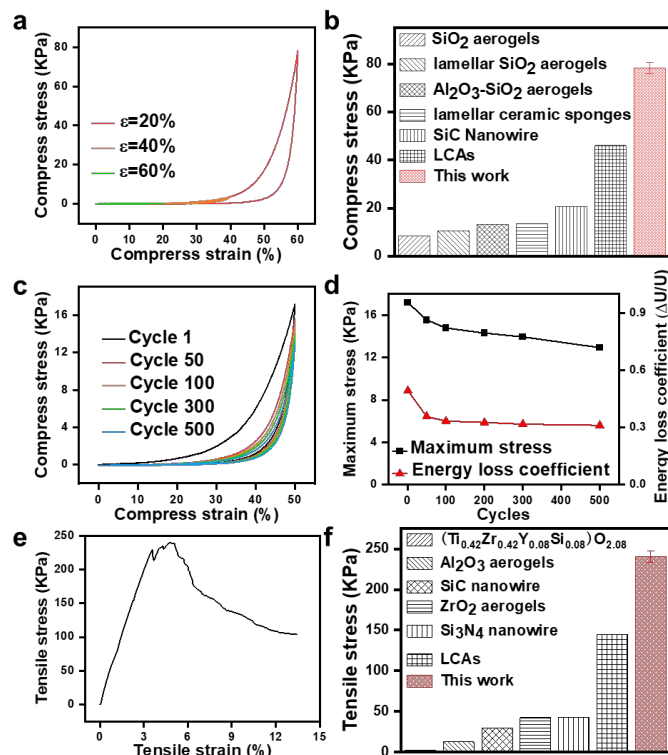 a
Compress stress (KPa)
80
60
40
20
0
ε=20%
ε=40%
ε=60%
0 10 20 30 40 50 60
Comprerss strain (%)
b
Compress stress (KPa)
80
60
40
20
0
SiO₂ aerogels
lamellar SiO₂ aerogels
Al₂O₃-SiO₂ aerogels
lamellar ceramic sponges
SiC Nanowire
LCAs
This work
c
Compress stress (KPa)
16
12
8
4
0
Cycle 1
Cycle 50
Cycle 100
Cycle 300
Cycle 500
0 10 20 30 40 50
Compress strain (%)
d
Maximum stress (KPa)
16
12
8
4
0
Maximum stress
Energy loss coefficient
0 100 200 300 400 500
Cycles
0.9
0.6
0.3
0.0
Energy loss coefficient (ΔU/U)
e
Tensile stress (KPa)
250
200
150
100
50
0
0 3 6 9 12 15
Tensile strain (%)
f
Tensile stress (KPa)
250
200
150
100
50
0
(Ti₀.₄₂Zr₀.₄₂Y₀.₀₈Si₀.₀₈)O₂.₀₈
Al₂O₃ aerogels
SiC nanowire
ZrO₂ aerogels
Si₃N₄ nanowire
LCAs
This work